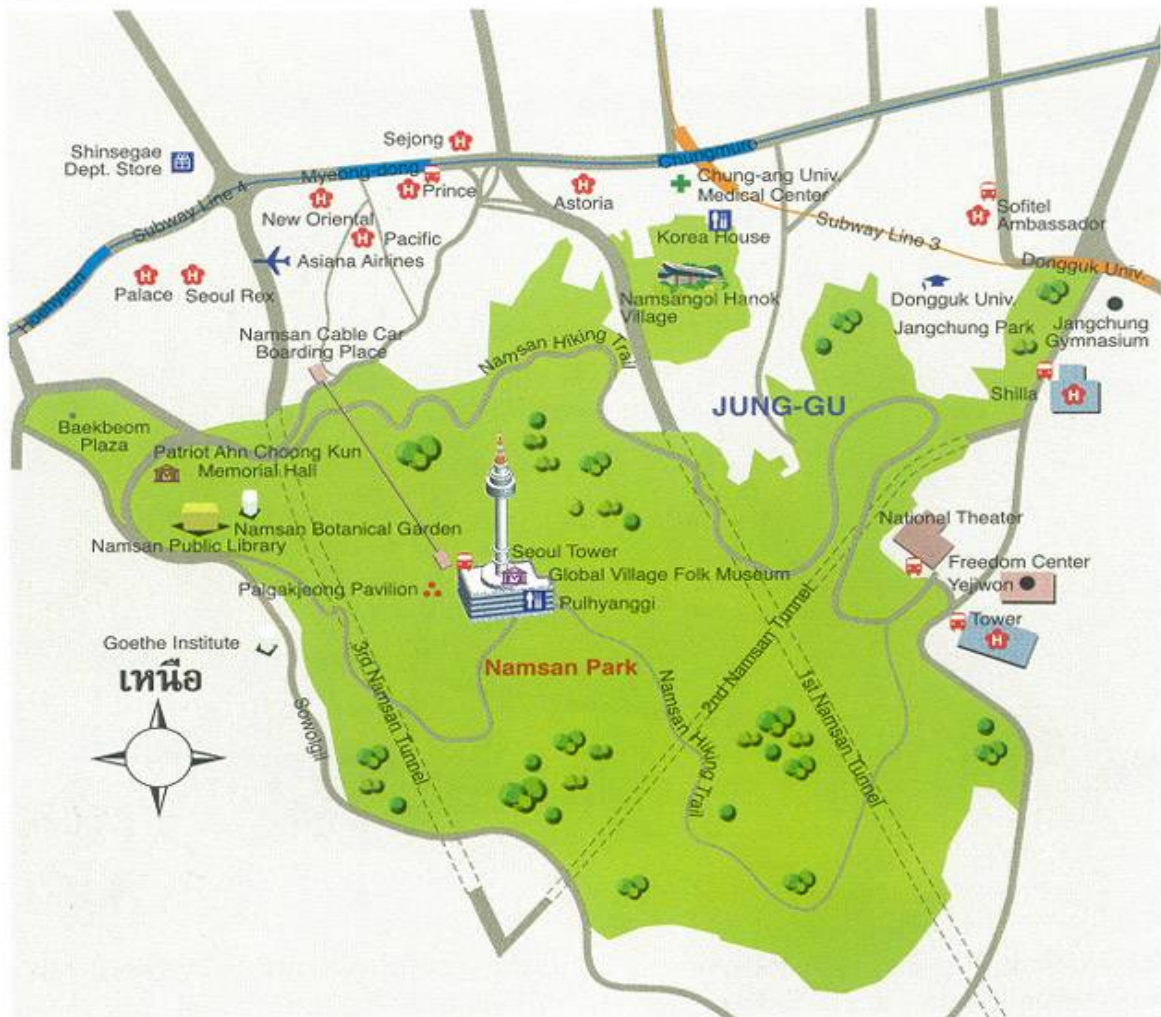 Shinsegae
Dept. Store
Sejong
Myeong-dong
Prince
Chungmuro
Chung-ang Univ.
Medical Center
Astoria
New Oriental
Pacific
Asiana Airlines
Subway Line 4
Hoehyeon
Palace
Seoul Rex
Korea House
Subway Line 3
Sofitel
Ambassador
Dongguk Univ.
Namsangol Hanok
Village
Dongguk Univ.
Jangchung Park
Jangchung
Gymnasium
Namsan Cable Car
Boarding Place
Namsan Hiking Trail
Shilla
JUNG-GU
Baekbeom
Plaza
Patriot Ahn Choong Kun
Memorial Hall
Namsan Botanical Garden
Namsan Public Library
National Theater
Seoul Tower
Global Village Folk Museum
Freedom Center
Yejiwon
Palgakjeong Pavilion
Pulhyanggi
Tower
Goethe Institute
เหนือ
Namsan Park
Sowolgil
3rd Namsan Tunnel
Namsan Hiking Trail
2nd Namsan Tunnel
1st Namsan Tunnel